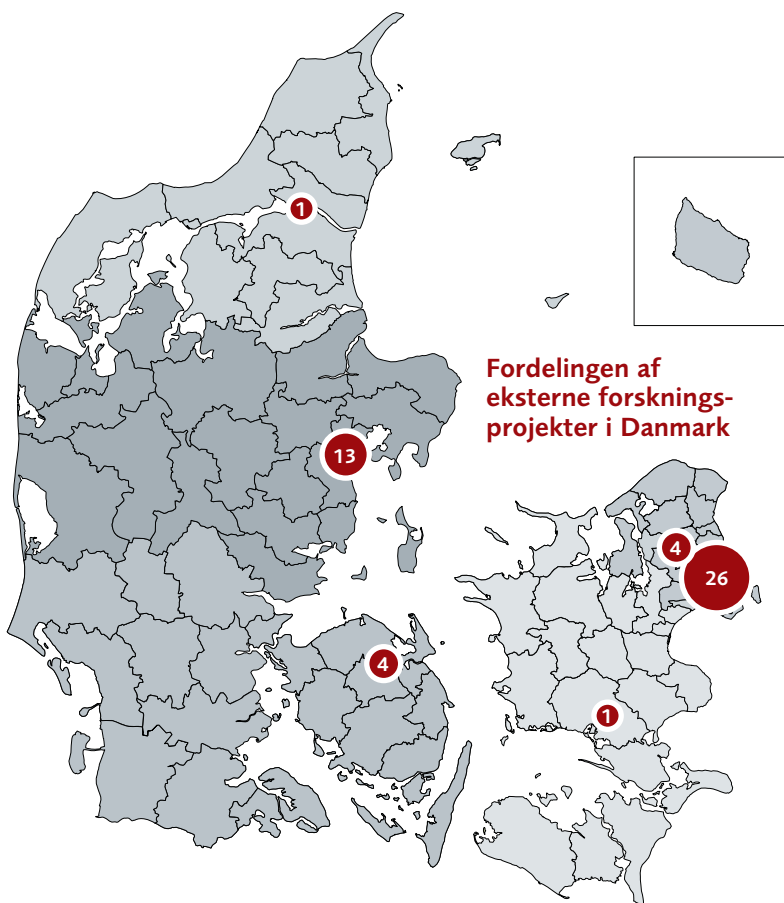 1
Fordelingen af
eksterne forsknings-
projekter i Danmark
13
4
26
4
1